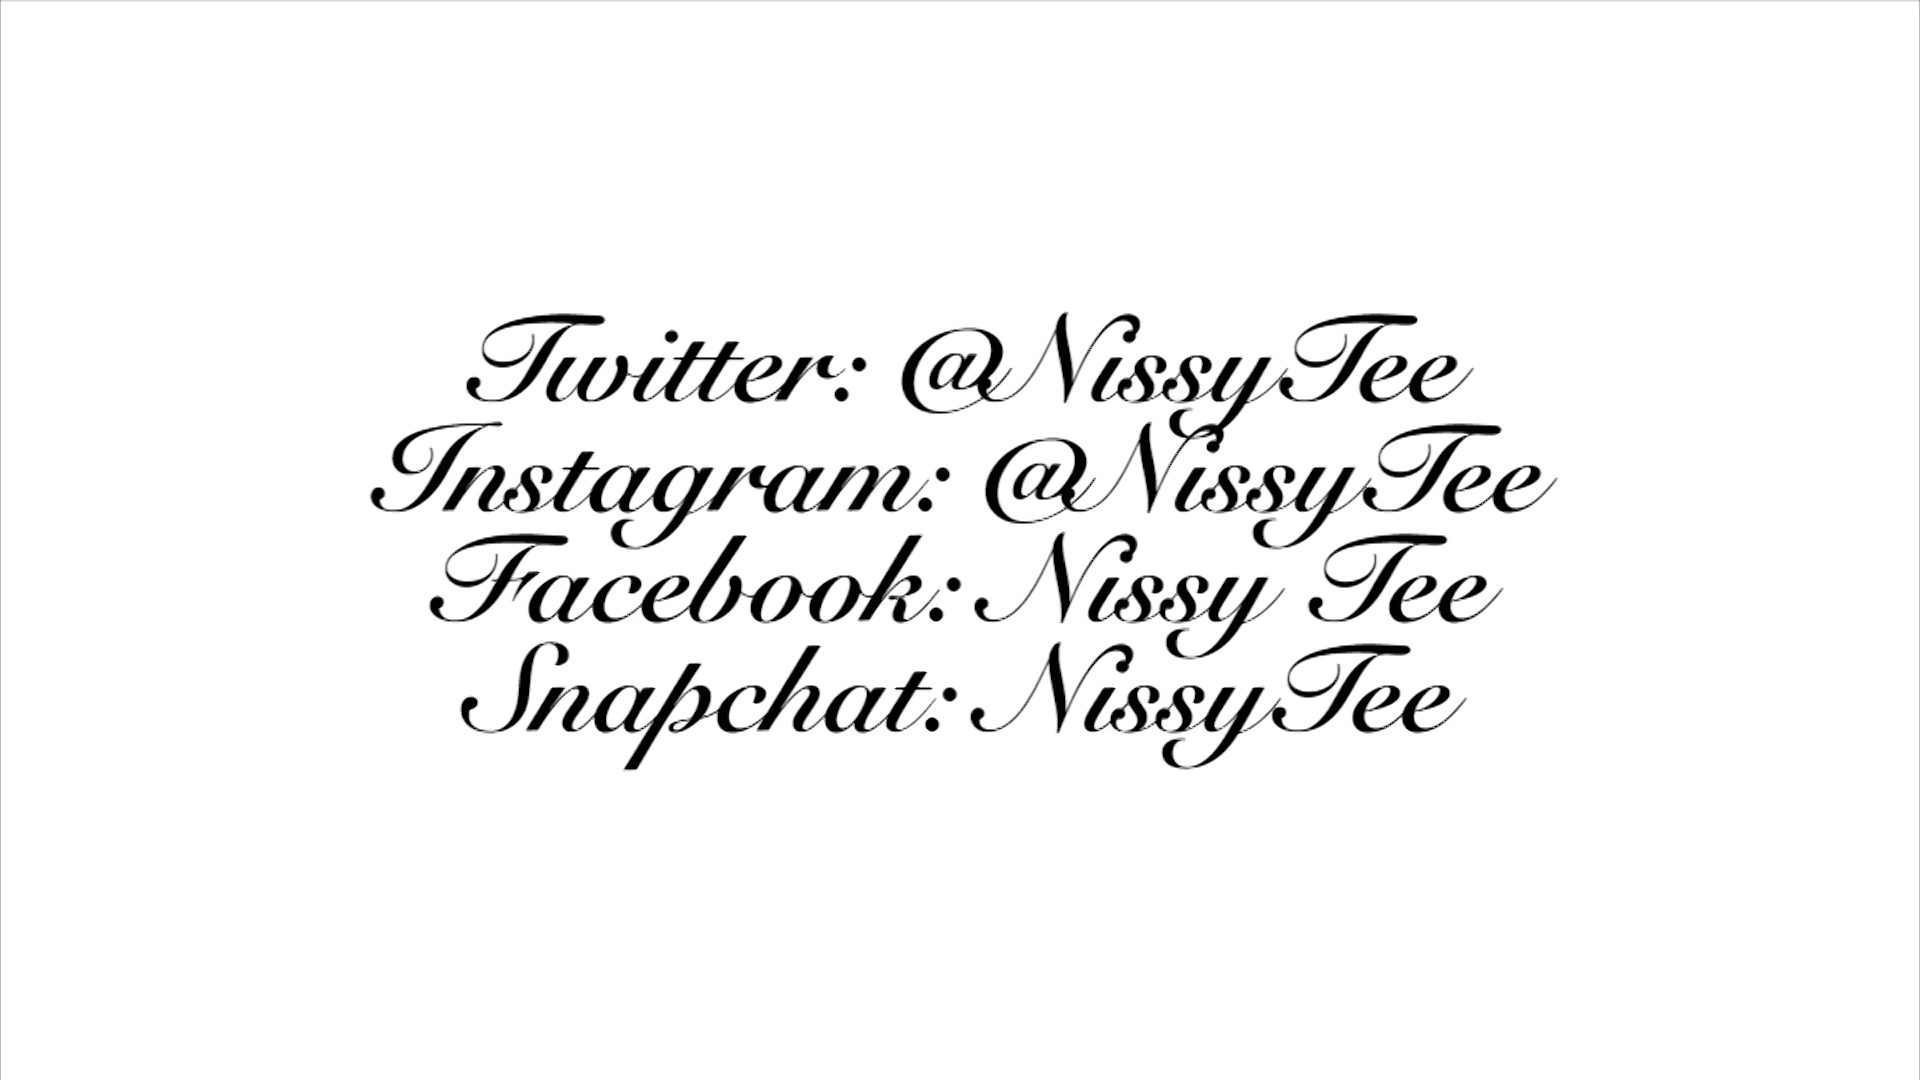 Twitter: @NissyTee
Instagram: @NissyTee
Facebook: Nissy Tee
Snapchat: NissyTee